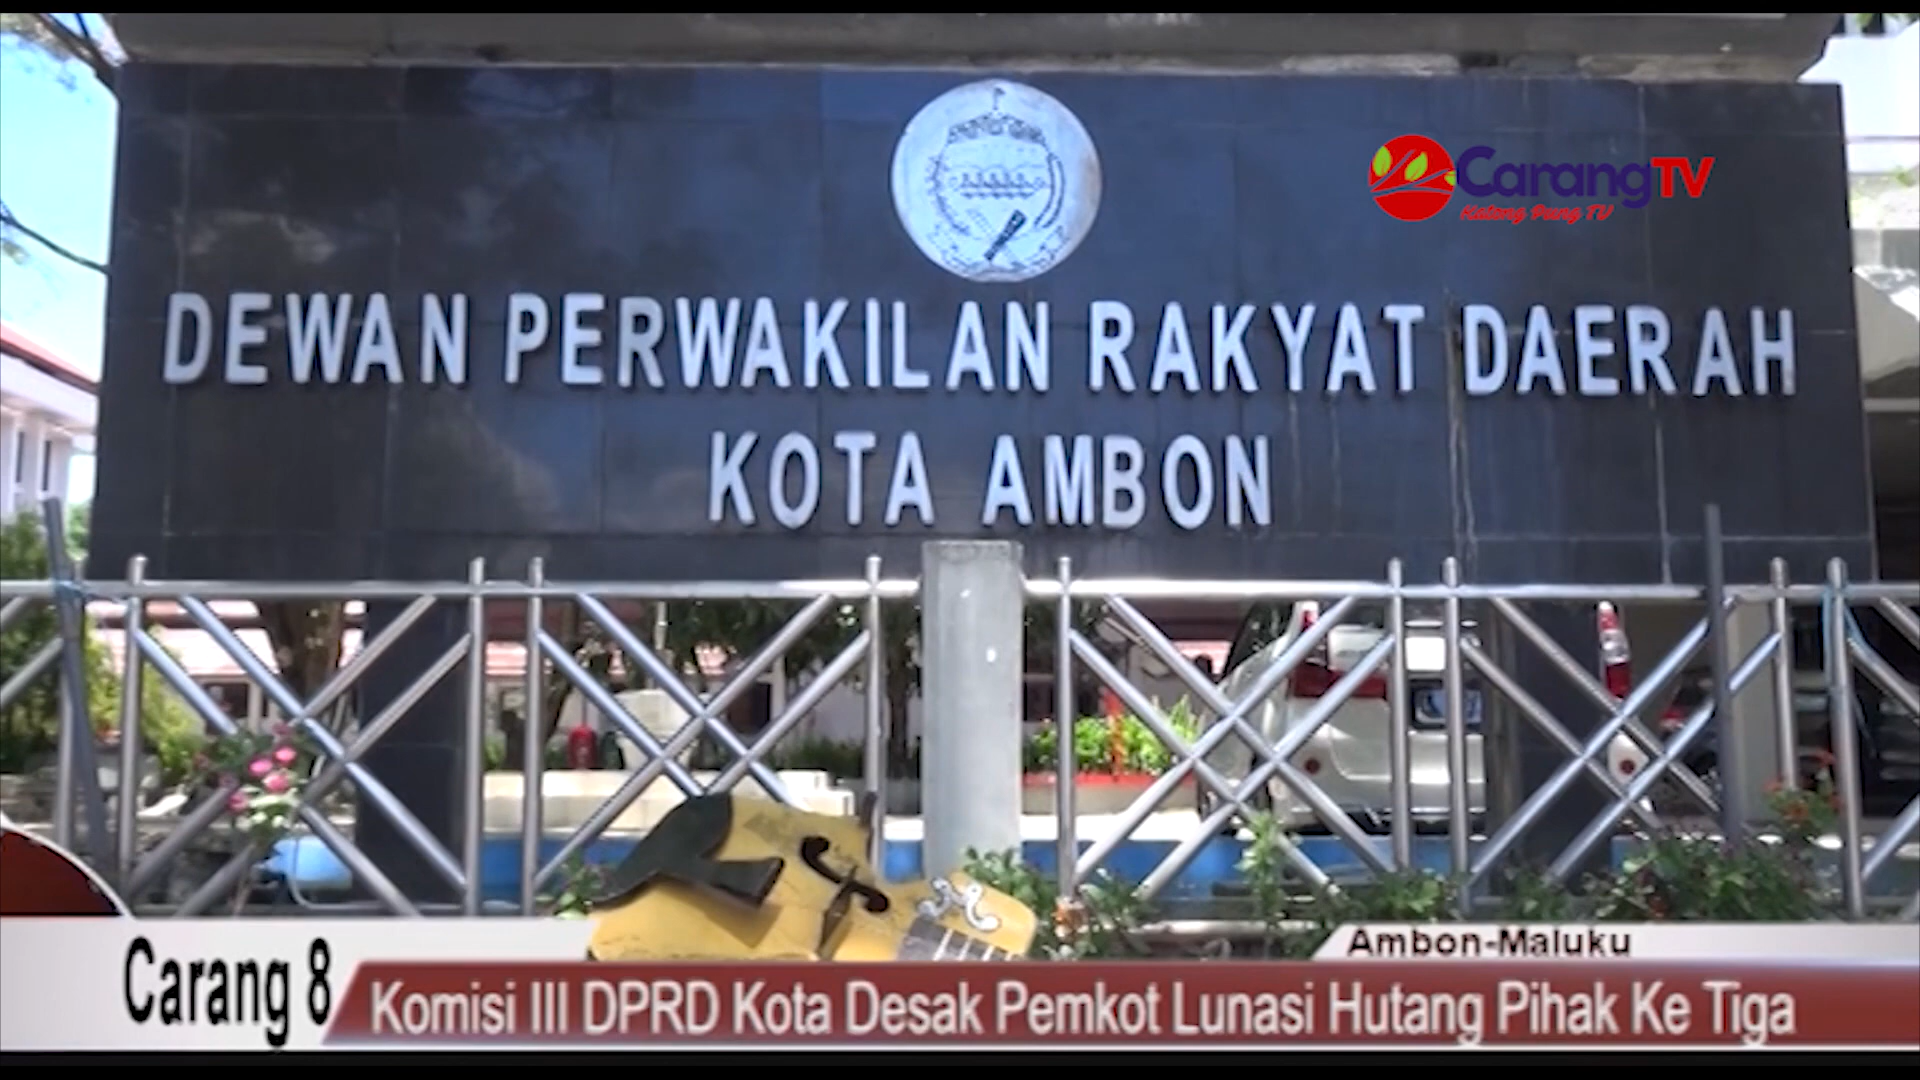 CarangTV
Katong Pung TV
DEWAN PERWAKILAN RAKYAT DAERAH
KOTA AMBON
Ambon-Maluku
Carang 8
Komisi III DPRD Kota Desak Pemkot Lunasi Hutang Pihak Ke Tiga